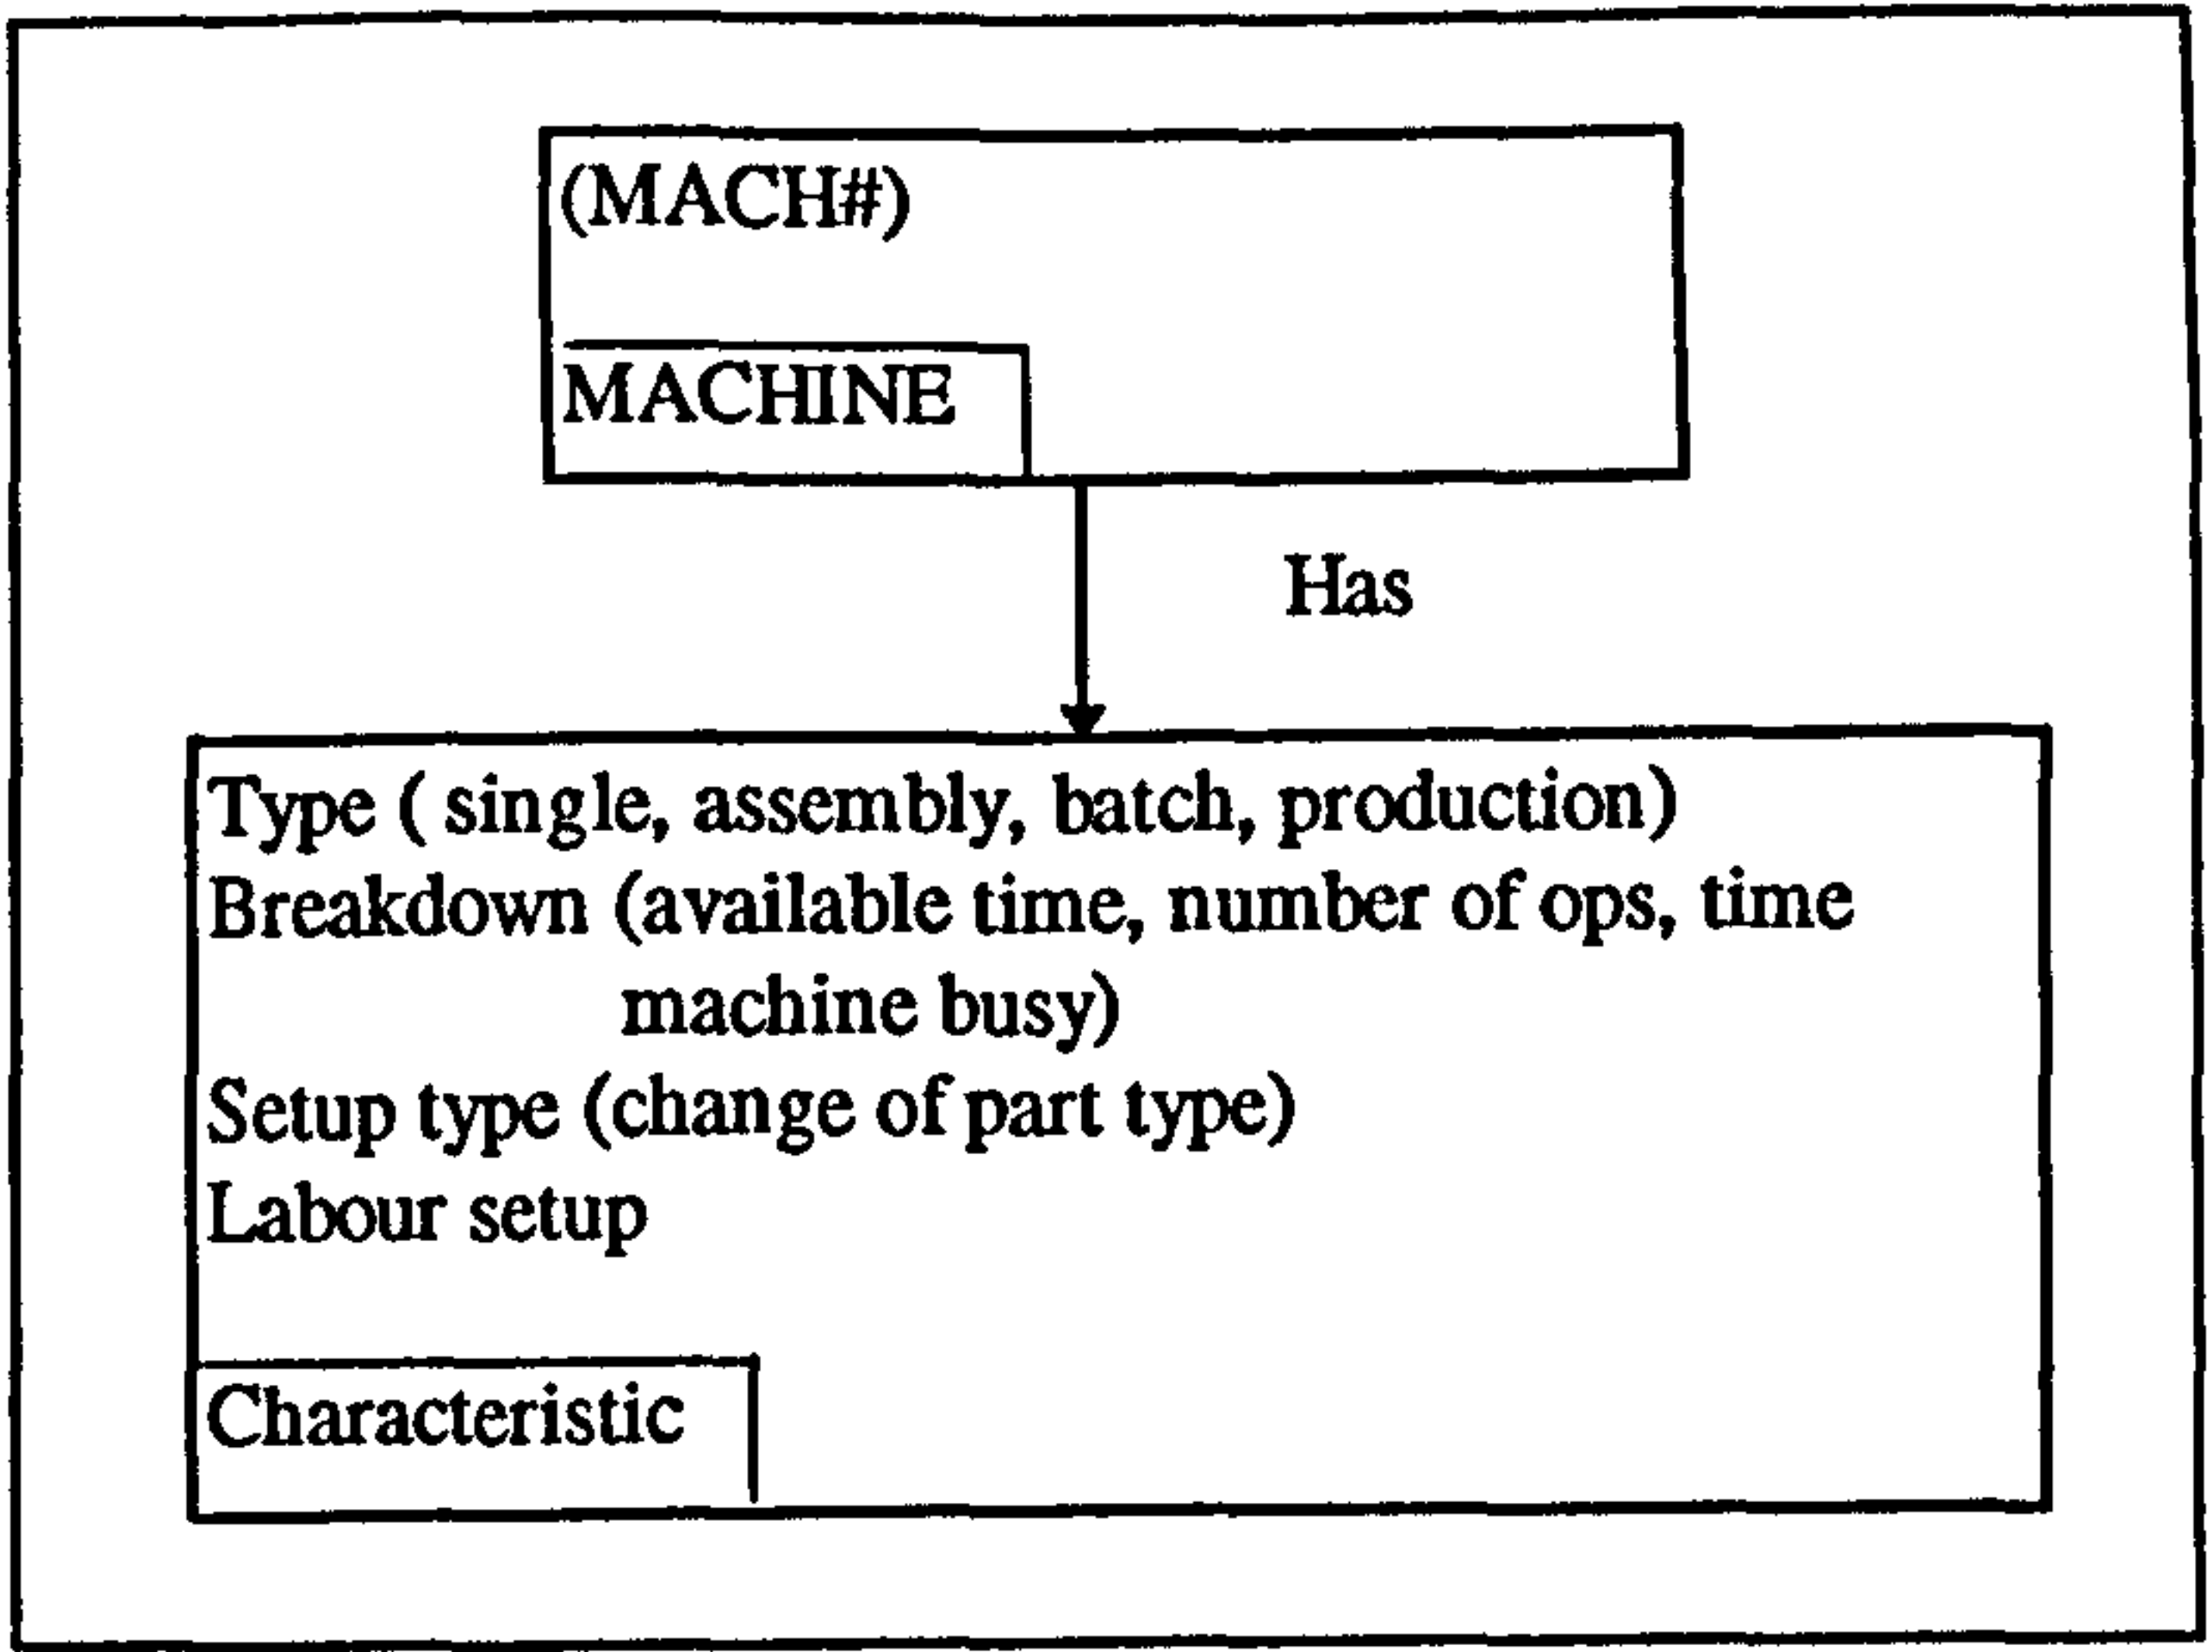 (MACH#)
MACHINE
Has
Type ( single, assembly, batch, production)
Breakdown (available time, number of ops, time
machine busy)
Setup type (change of part type)
Labour setup
Characteristic